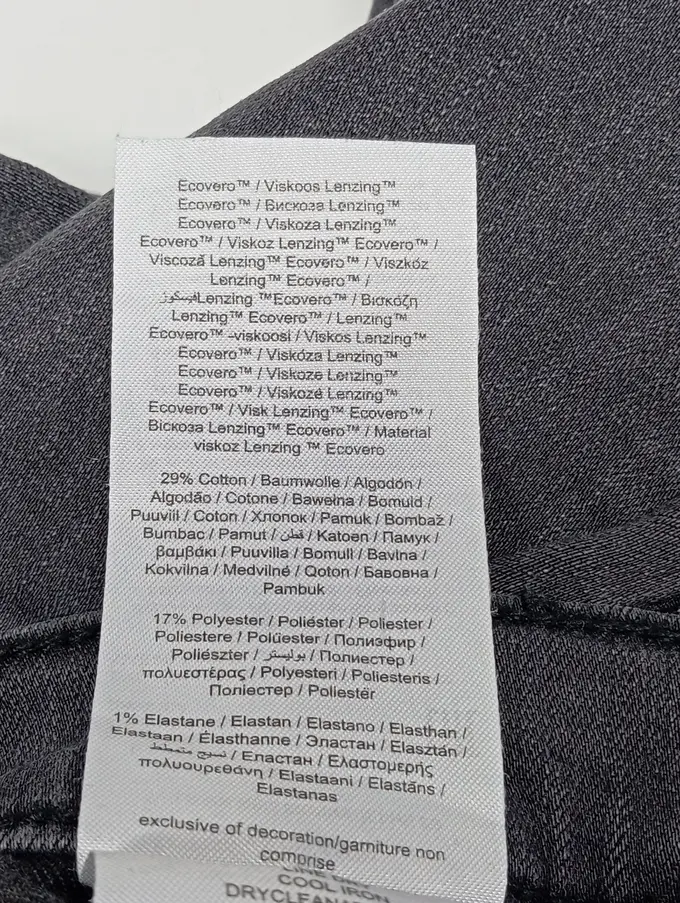 Ecovero™ / Viskoos Lenzing™
Ecovero™ / Вискоза Lenzing™
Ecovero™ / Viskoza Lenzing™
Ecovero™ / Viskoz Lenzing™ Ecovero™ /
Viscoză Lenzing™ Ecovero™ / Viszkóz
Lenzing™ Ecovero™ /
فيسكوزLenzing ™Ecovero™ / Βισκόζη
Lenzing™ Ecovero™ / Lenzing™
Ecovero™ –viskoosi / Viskos Lenzing™
Ecovero™ / Viskóza Lenzing™
Ecovero™ / Viskoze Lenzing™
Ecovero™ / Viskozė Lenzing™
Ecovero™ / Visk Lenzing™ Ecovero™ /
Віскоза Lenzing™ Ecovero™ / Material
viskoz Lenzing ™ Ecovero
29% Cotton / Baumwolle / Algodón /
Algodão / Cotone / Bawełna / Bomuld /
Puuvill / Coton / Хлопок / Pamuk / Bombaž /
Bumbac / Pamut / قطن / Katoen / Памук /
βαμβάκι / Puuvilla / Bomull / Bavlna /
Kokvilna / Medvilnė / Qoton / Бавовна /
Pambuk
17% Polyester / Poliéster / Poliester /
Poliestere / Polüester / Полиэфир /
Poliészter / بوليستر / Полиестер /
πολυεστέρας / Polyesteri / Poliesteris /
Поліестер / Poliestër
1% Elastane / Elastan / Elastano / Elasthan /
Elastaan / Élasthanne / Эластан / Elasztán /
نسيج متمطط / Еластан / Ελαστομερής
πολυουρεθάνη / Elastaani / Elastāns /
Elastanas
exclusive of decoration/garniture non
comprise
COOL IRON